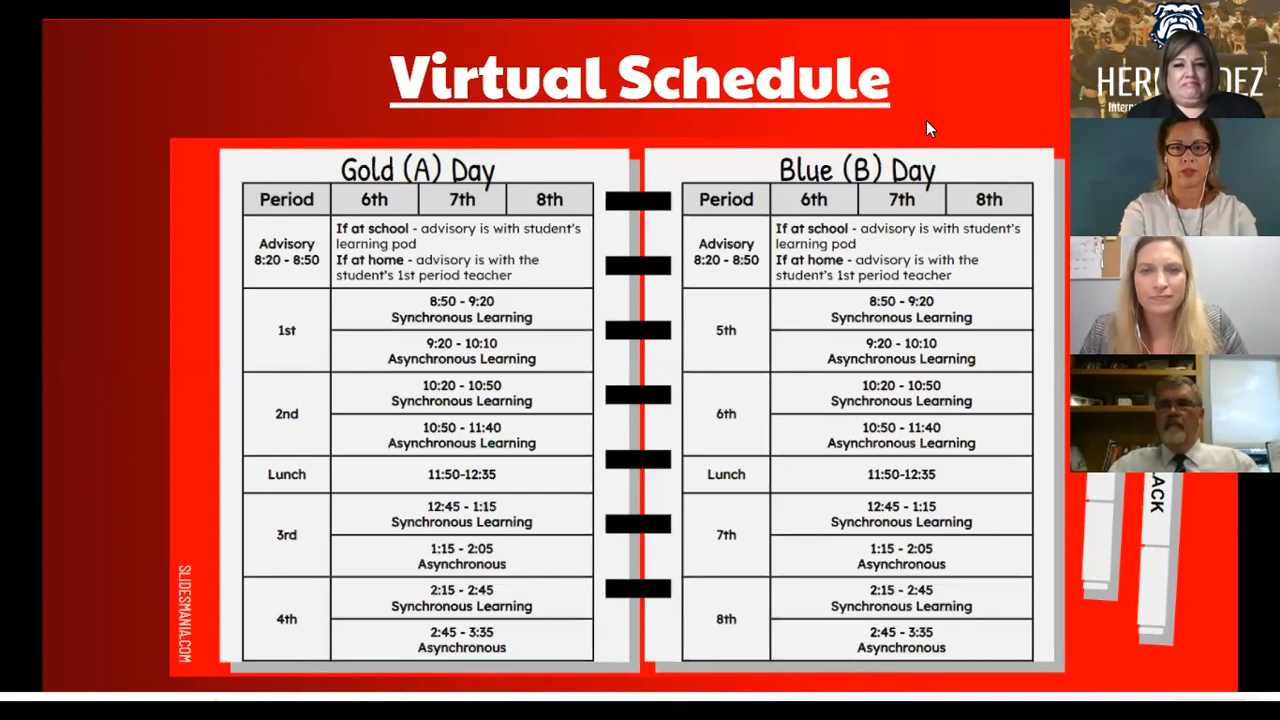 Virtual Schedule
Gold (A) Day
Period 6th 7th 8th
Advisory
8:20 - 8:50
If at school - advisory is with student's
learning pod
If at home - advisory is with the
student's 1st period teacher
1st
8:50 - 9:20
Synchronous Learning
9:20 - 10:10
Asynchronous Learning
2nd
10:20 - 10:50
Synchronous Learning
10:50 - 11:40
Asynchronous Learning
Lunch
11:50-12:35
3rd
12:45 - 1:15
Synchronous Learning
1:15 - 2:05
Asynchronous
4th
2:15 - 2:45
Synchronous Learning
2:45 - 3:35
Asynchronous
Blue (B) Day
Period 6th 7th 8th
Advisory
8:20 - 8:50
If at school - advisory is with student's
learning pod
If at home - advisory is with the
student's 1st period teacher
5th
8:50 - 9:20
Synchronous Learning
9:20 - 10:10
Asynchronous Learning
6th
10:20 - 10:50
Synchronous Learning
10:50 - 11:40
Asynchronous Learning
Lunch
11:50-12:35
7th
12:45 - 1:15
Synchronous Learning
1:15 - 2:05
Asynchronous
8th
2:15 - 2:45
Synchronous Learning
2:45 - 3:35
Asynchronous
SLIDESMANIA.COM
ACK